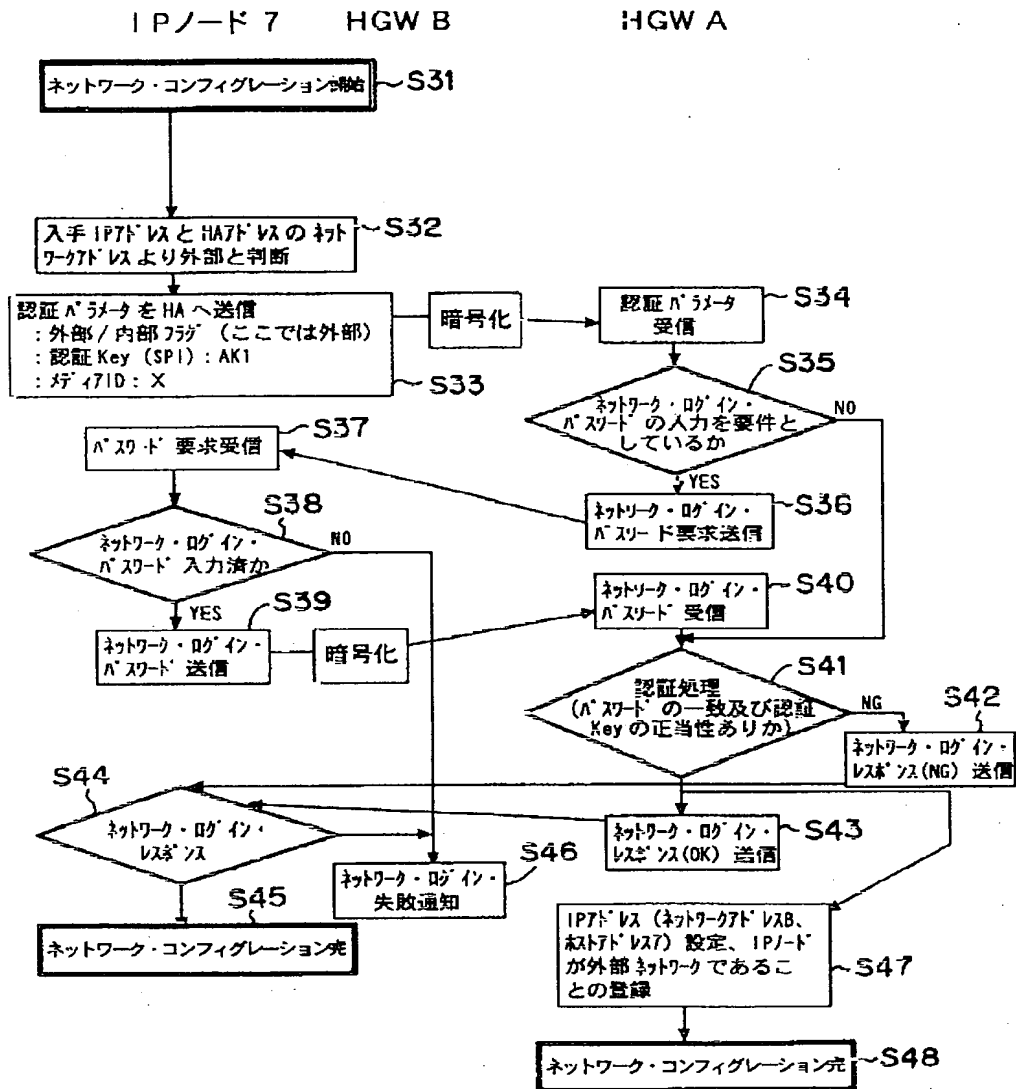 IPノード 7 HGW B HGW A
ネットワーク・コンフィグレーション開始 S31
入手 IPアドレス と HAアドレス の ネット
ワークアドレス より外部と判断 S32
認証 パラメータ を HA へ送信
:外部/内部 フラグ (ここでは外部)
:認証 Key (SPI) : AK1
:メディアID : X
S33
暗号化
認証 パラメータ
受信
S34
S35
ネットワーク・ログイン・
パスワード の入力を要件と
しているか
NO
YES
ネットワーク・ログイン・
パスワード要求送信
S36
S37
パスワード 要求受信
S38
ネットワーク・ログイン・
パスワード 入力済か
NO
YES
S39
ネットワーク・ログイン・
パスワード 送信
暗号化
ネットワーク・ログイン・
パスワード 受信
S40
S41
認証処理
(パスワード の一致及び認証
Key の正当性ありか)
NG
S42
ネットワーク・ログイン・
レスポンス(NG) 送信
S44
ネットワーク・ログイン・
レスポンス
ネットワーク・ログイン・
レスポンス(OK) 送信
S43
S46
ネットワーク・ログイン・
失敗通知
S45
ネットワーク・コンフィグレーション完
IPアドレス (ネットワークアドレスB、
ホストアドレス7) 設定、IPノード
が外部 ネットワーク であるこ
との登録
S47
ネットワーク・コンフィグレーション完 S48